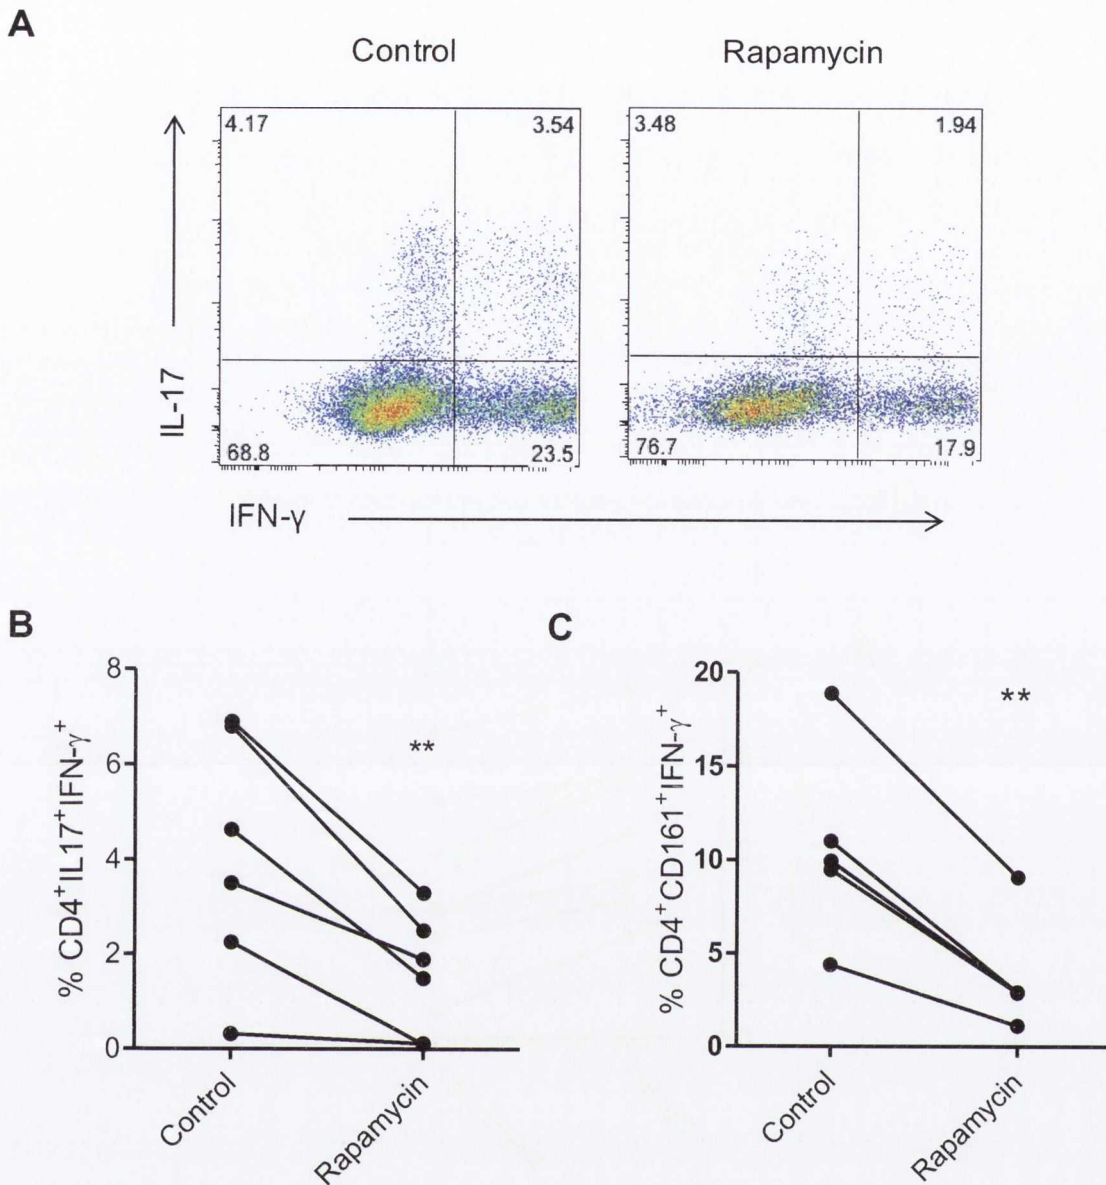 A
Control
Rapamycin
4.17
3.54
3.48
1.94
IL-17
68.8
23.5
76.7
17.9
IFN-γ
B
C
% CD4⁺IL17⁺IFN-γ⁺
8
6
4
2
0
**
Control
Rapamycin
% CD4⁺CD161⁺IFN-γ⁺
20
15
10
5
0
**
Control
Rapamycin